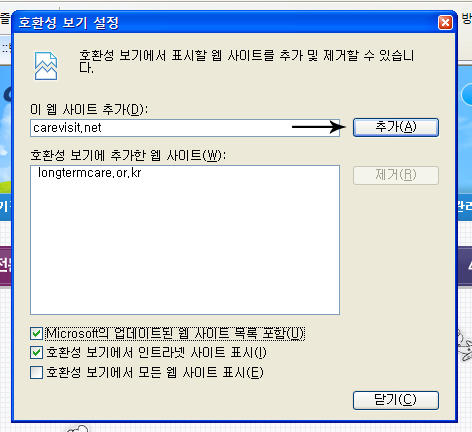 호환성 보기 설정
호환성 보기에서 표시할 웹 사이트를 추가 및 제거할 수 있습니
다.
이 웹 사이트 추가(D):
carevisit.net
추가(A)
호환성 보기에 추가한 웹 사이트(W):
longtermcare.or.kr
제거(R)
Microsoft의 업데이트된 웹 사이트 목록 포함(U)
호환성 보기에서 인트라넷 사이트 표시(I)
호환성 보기에서 모든 웹 사이트 표시(E)
닫기(C)